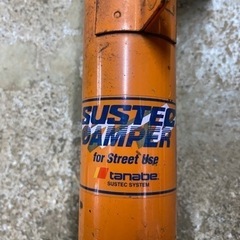 SUSTEC
DAMPER
for Street Use
tanabe
SUSTEC SYSTEM